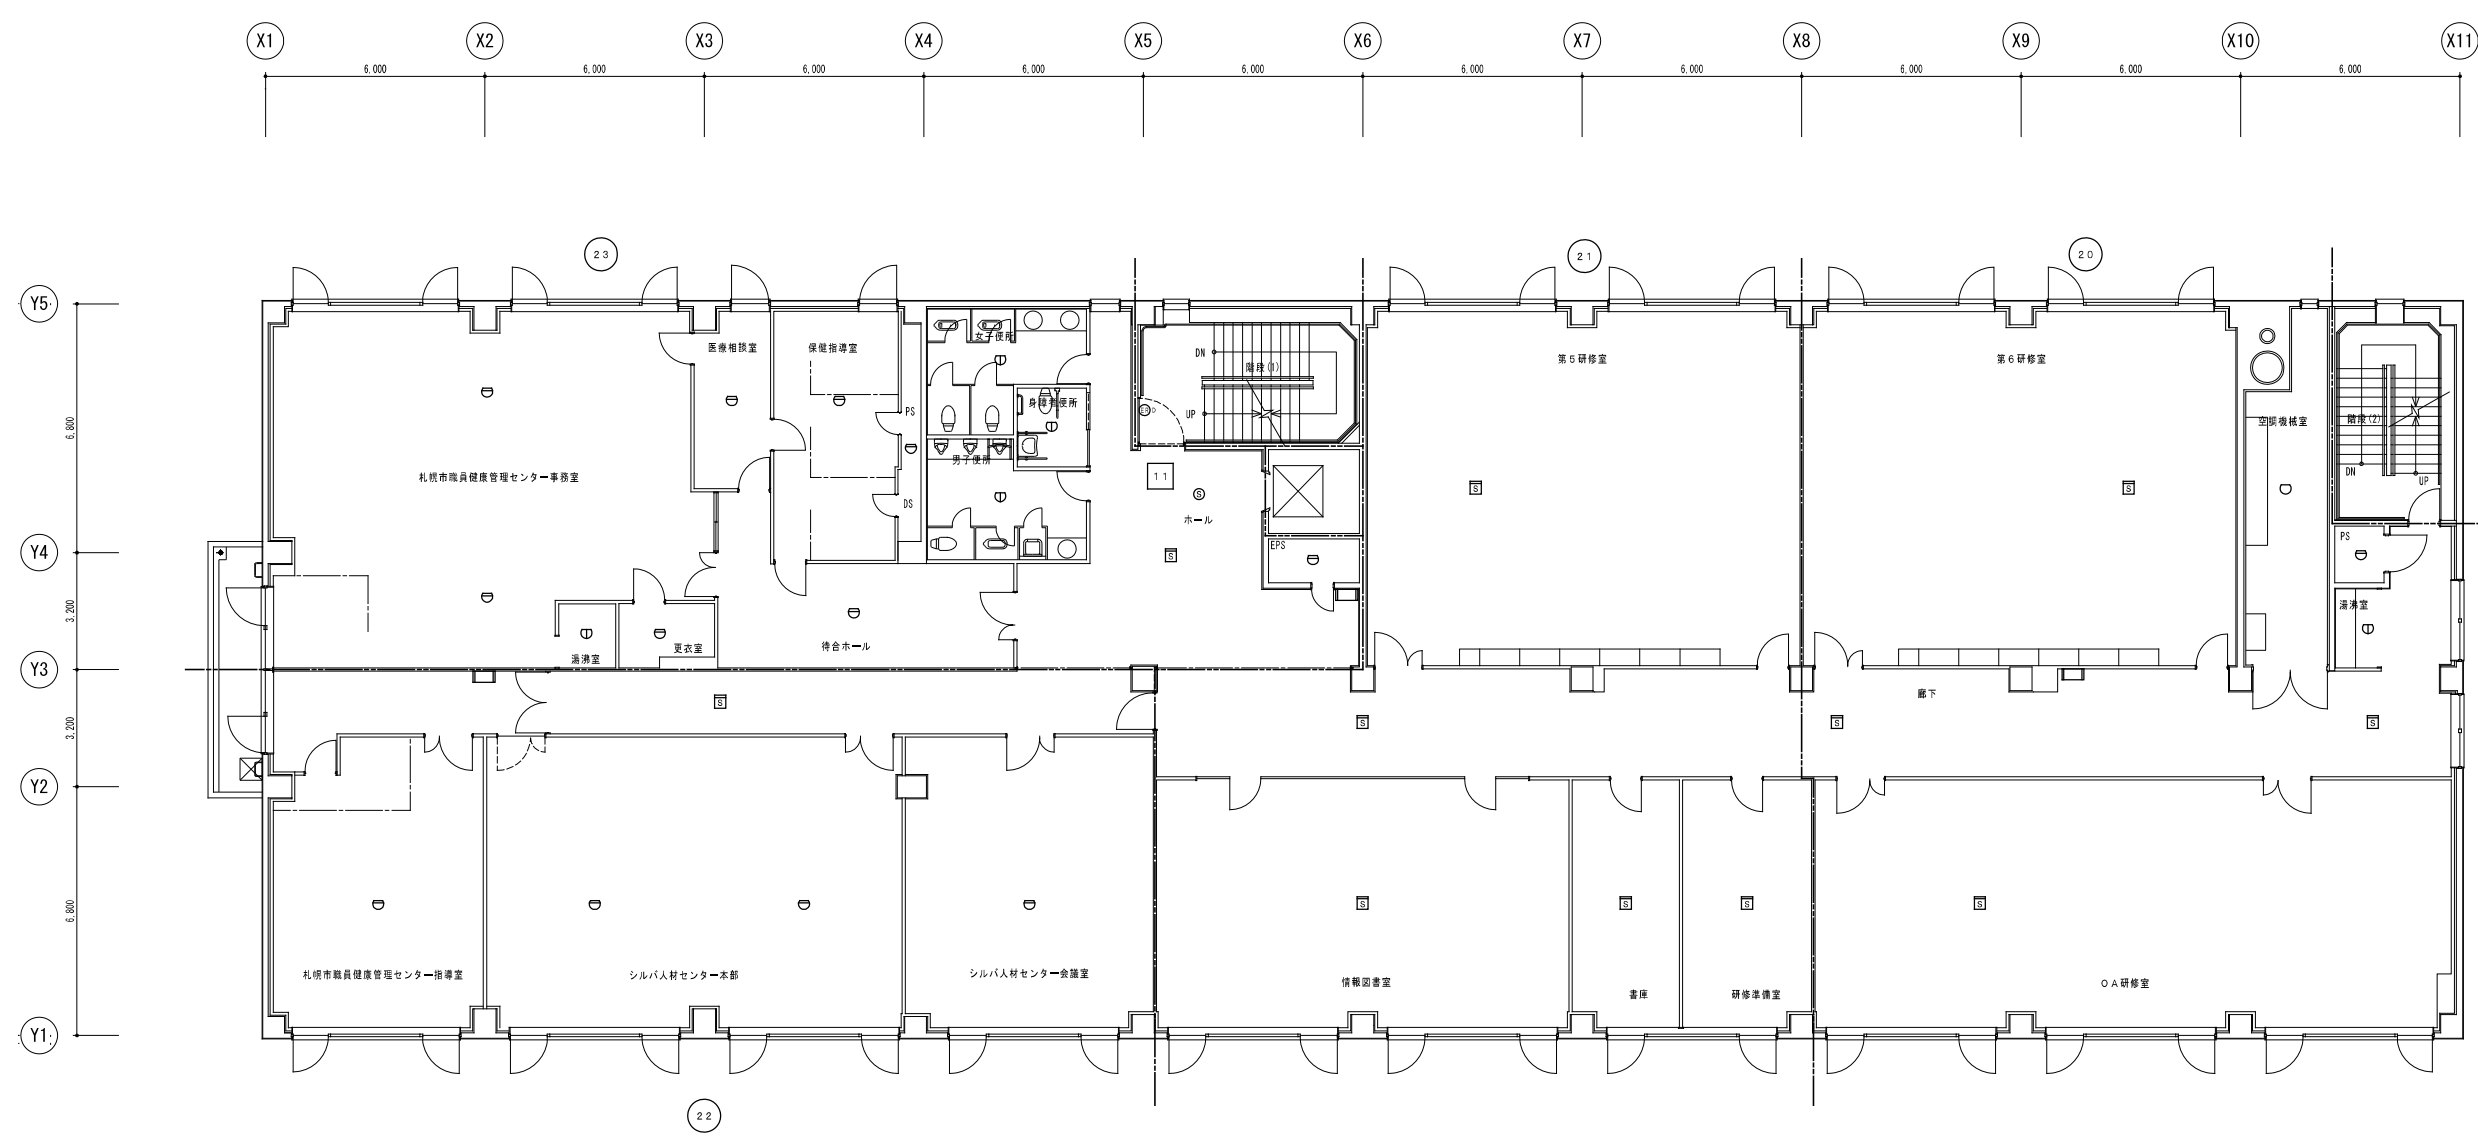 X1 X2 X3 X4 X5 X6 X7 X8 X9 X10 X11
6,000 6,000 6,000 6,000 6,000 6,000 6,000 6,000 6,000 6,000
23 21 20
Y5
Y4
Y3
Y2
Y1
6,800
3,200
3,200
6,800
医療相談室
保健指導室
女子便所
身障者便所
男子便所
PS
DS
札幌市職員健康管理センター事務室
DN
階段(1)
UP
11
S
ホール
S
EPS
第5研修室
S
第6研修室
S
空調機械室
階段(2)
DN
UP
PS
湯沸室
湯沸室
更衣室
待合ホール
S
S
S
廊下
S
札幌市職員健康管理センター指導室
シルバ人材センター本部
シルバ人材センター会議室
S
情報図書室
S
書庫
S
研修準備室
S
OA研修室
22